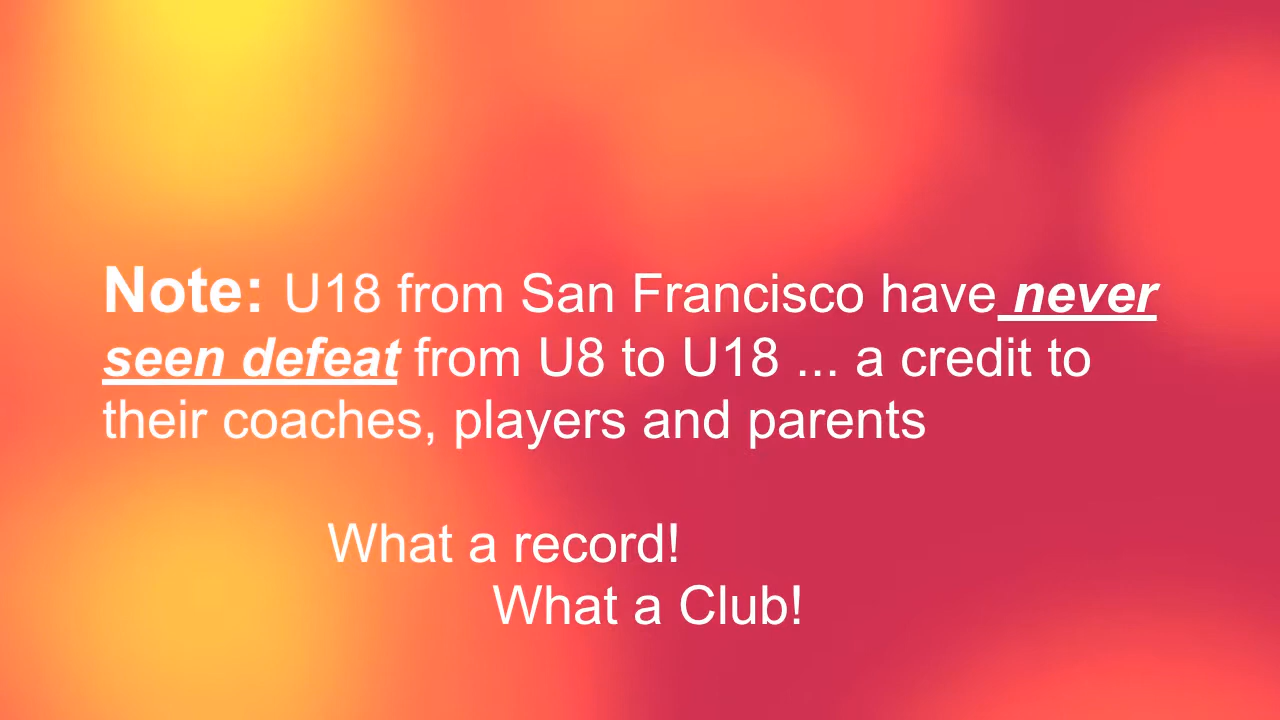 Note: U18 from San Francisco have never
seen defeat from U8 to U18 ... a credit to
their coaches, players and parents
What a record!
What a Club!